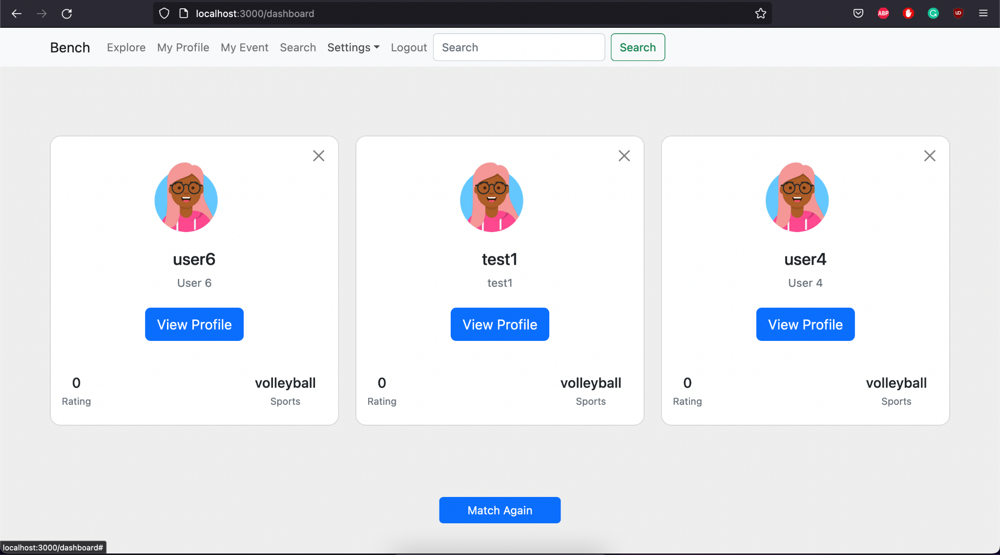 localhost:3000/dashboard
ABP
G
uo
Bench Explore My Profile My Event Search Settings Logout Search Search
user6
User 6
View Profile
0 volleyball
Rating Sports
test1
test1
View Profile
0 volleyball
Rating Sports
user4
User 4
View Profile
0 volleyball
Rating Sports
Match Again
localhost:3000/dashboard#